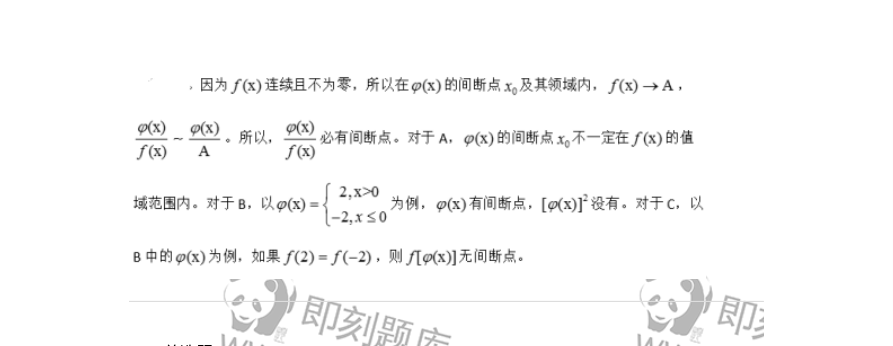 ，因为 f(x) 连续且不为零，所以在 φ(x) 的间断点 x₀ 及其领域内， f(x) → A ，
φ(x)/f(x) ~ φ(x)/A 。所以， φ(x)/f(x) 必有间断点。对于 A， φ(x) 的间断点 x₀ 不一定在 f(x) 的值
域范围内。对于 B，以 φ(x) = { 2, x>0 ; −2, x ≤ 0 为例， φ(x) 有间断点， [φ(x)]² 没有。对于 C，以
B 中的 φ(x) 为例，如果 f(2) = f(−2) ，则 f[φ(x)] 无间断点。
即刻题库
即